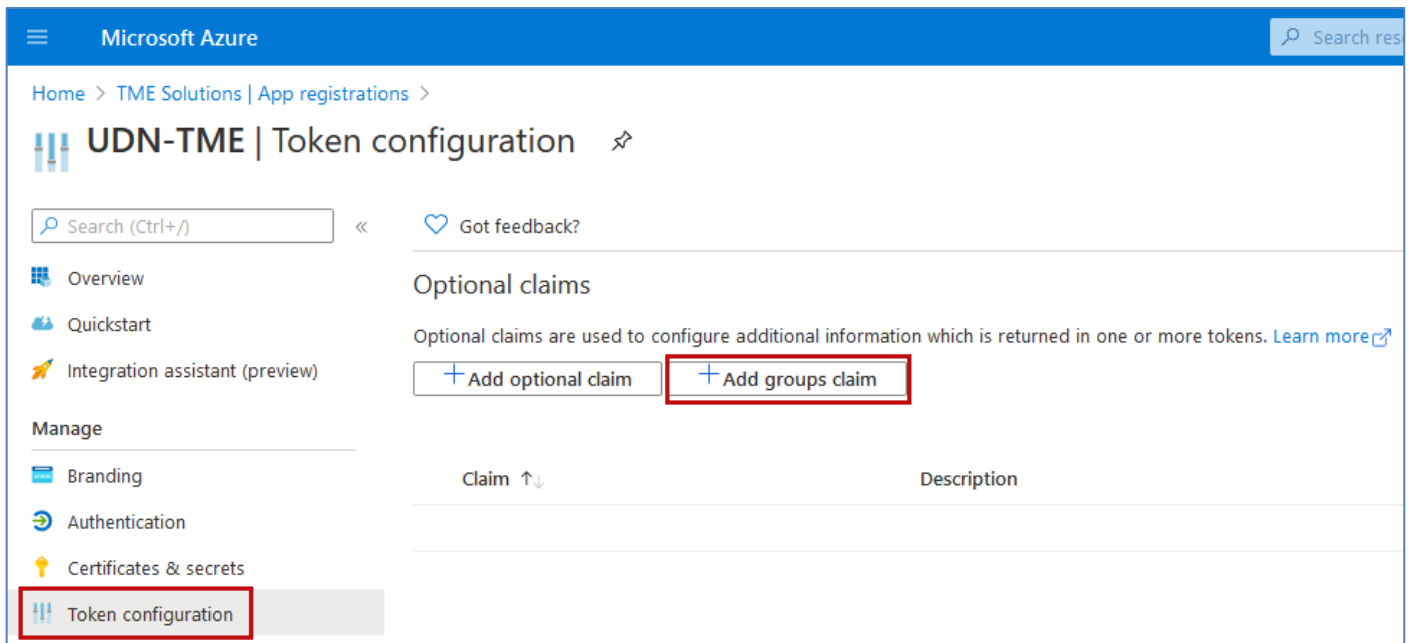 Microsoft Azure
Search res
Home > TME Solutions | App registrations >
UDN-TME | Token configuration
Search (Ctrl+/)
«
Got feedback?
Overview
Quickstart
Integration assistant (preview)
Manage
Branding
Authentication
Certificates & secrets
Token configuration
Optional claims
Optional claims are used to configure additional information which is returned in one or more tokens. Learn more
+ Add optional claim
+ Add groups claim
Claim ↑↓
Description